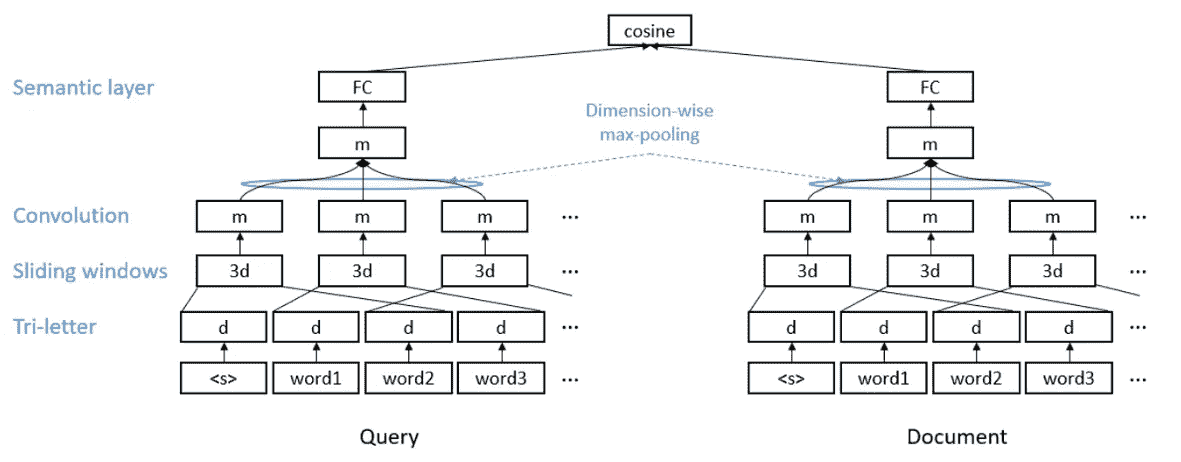 cosine
Semantic layer FC FC
Dimension-wise
max-pooling
m m
Convolution m m m ... m m m ...
Sliding windows 3d 3d 3d ... 3d 3d 3d ...
Tri-letter d d d d ... d d d d ...
<s> word1 word2 word3 ... <s> word1 word2 word3 ...
Query Document